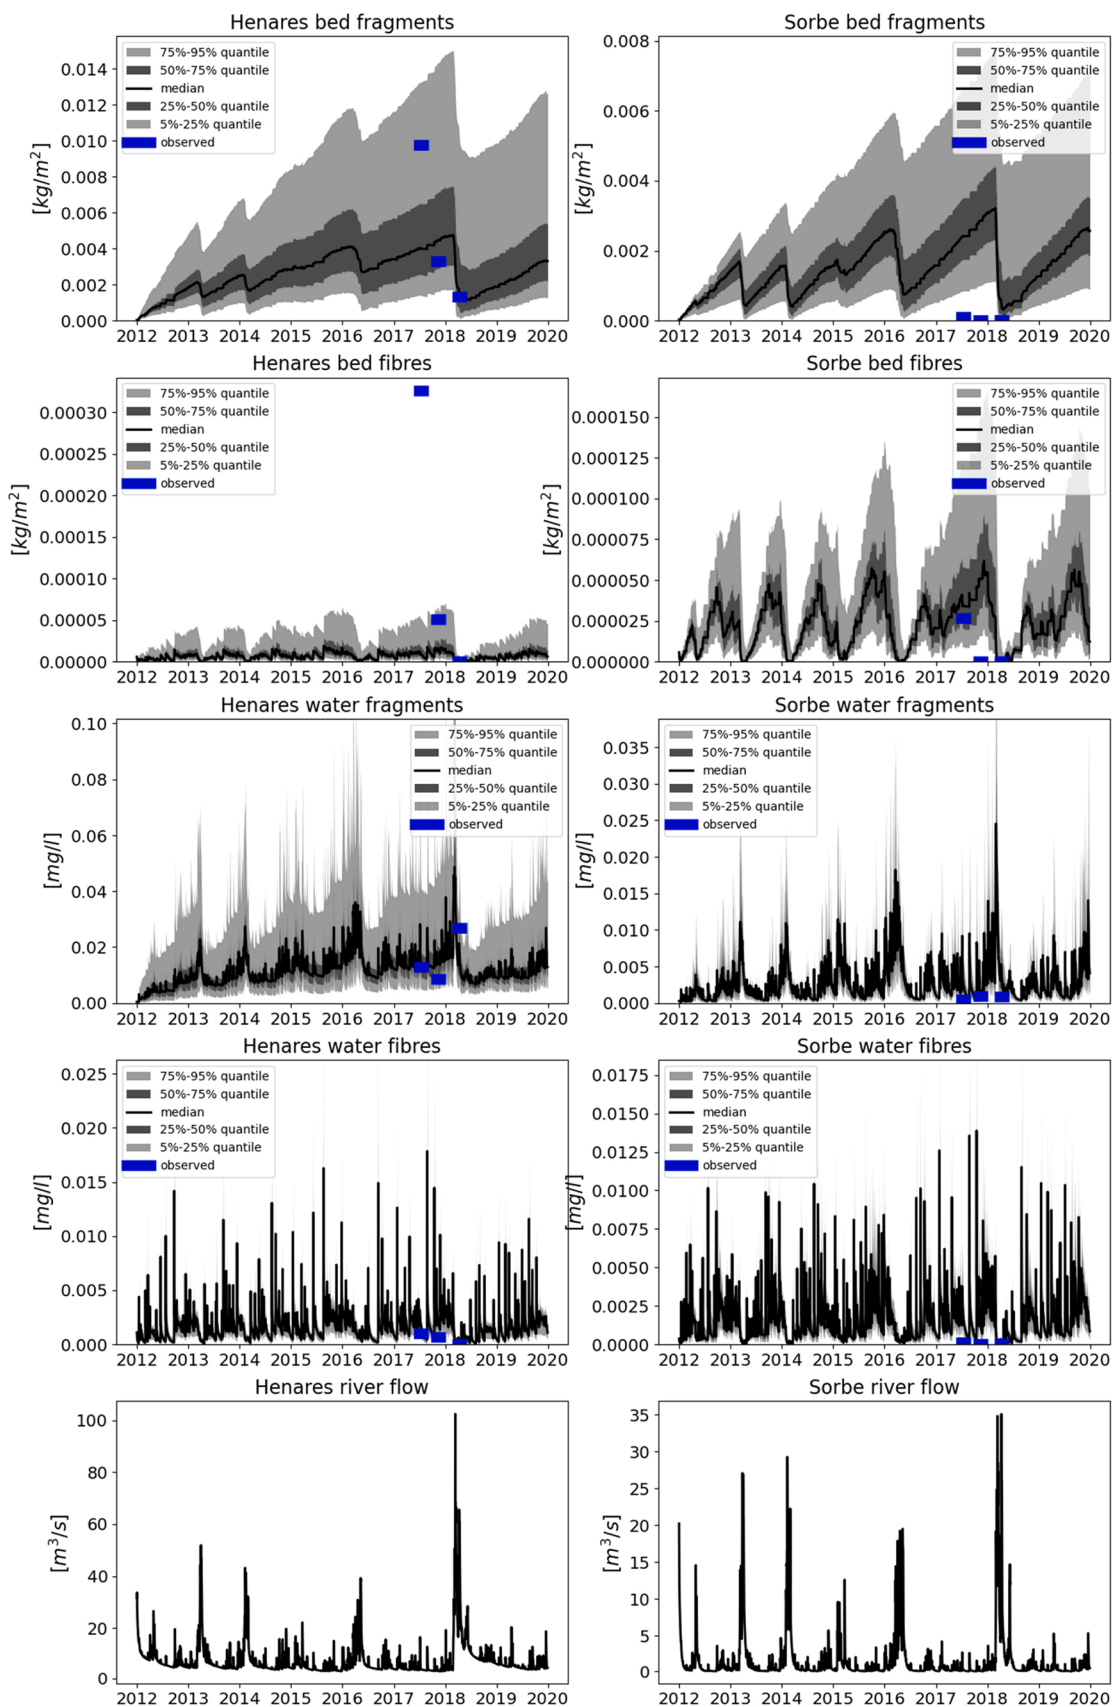 Henares bed fragments
75%-95% quantile
50%-75% quantile
median
25%-50% quantile
5%-25% quantile
observed
[kg/m²]
0.014
0.012
0.010
0.008
0.006
0.004
0.002
0.000
2012 2013 2014 2015 2016 2017 2018 2019 2020
Sorbe bed fragments
75%-95% quantile
50%-75% quantile
median
25%-50% quantile
5%-25% quantile
observed
[kg/m²]
0.008
0.006
0.004
0.002
0.000
2012 2013 2014 2015 2016 2017 2018 2019 2020
Henares bed fibres
75%-95% quantile
50%-75% quantile
median
25%-50% quantile
5%-25% quantile
observed
[kg/m²]
0.00030
0.00025
0.00020
0.00015
0.00010
0.00005
0.00000
2012 2013 2014 2015 2016 2017 2018 2019 2020
Sorbe bed fibres
75%-95% quantile
50%-75% quantile
median
25%-50% quantile
5%-25% quantile
observed
[kg/m²]
0.000150
0.000125
0.000100
0.000075
0.000050
0.000025
0.000000
2012 2013 2014 2015 2016 2017 2018 2019 2020
Henares water fragments
75%-95% quantile
50%-75% quantile
median
25%-50% quantile
5%-25% quantile
observed
[mg/l]
0.10
0.08
0.06
0.04
0.02
0.00
2012 2013 2014 2015 2016 2017 2018 2019 2020
Sorbe water fragments
75%-95% quantile
50%-75% quantile
median
25%-50% quantile
5%-25% quantile
observed
[mg/l]
0.035
0.030
0.025
0.020
0.015
0.010
0.005
0.000
2012 2013 2014 2015 2016 2017 2018 2019 2020
Henares water fibres
75%-95% quantile
50%-75% quantile
median
25%-50% quantile
5%-25% quantile
observed
[mg/l]
0.025
0.020
0.015
0.010
0.005
0.000
2012 2013 2014 2015 2016 2017 2018 2019 2020
Sorbe water fibres
75%-95% quantile
50%-75% quantile
median
25%-50% quantile
5%-25% quantile
observed
[mg/l]
0.0175
0.0150
0.0125
0.0100
0.0075
0.0050
0.0025
0.0000
2012 2013 2014 2015 2016 2017 2018 2019 2020
Henares river flow
[m³/s]
100
80
60
40
20
0
2012 2013 2014 2015 2016 2017 2018 2019 2020
Sorbe river flow
[m³/s]
35
30
25
20
15
10
5
0
2012 2013 2014 2015 2016 2017 2018 2019 2020